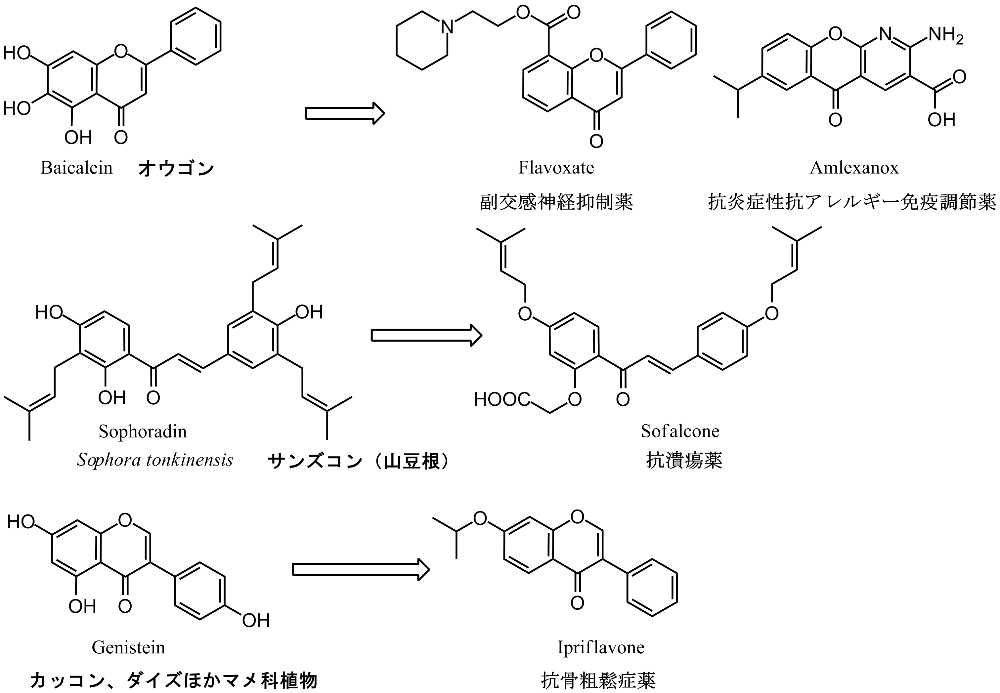 HO
HO
OH
O
O
Baicalein オウゴン
N
O
O
O
O
Flavoxate
副交感神経抑制薬
O
N
NH2
O
O
OH
Amlexanox
抗炎症性抗アレルギー免疫調節薬
HO
OH
O
OH
Sophoradin
Sophora tonkinensis サンズコン（山豆根）
O
O
HOOC
O
O
Sofalcone
抗潰瘍薬
HO
O
OH
O
OH
Genistein
カッコン、ダイズほかマメ科植物
O
O
O
Ipriflavone
抗骨粗鬆症薬